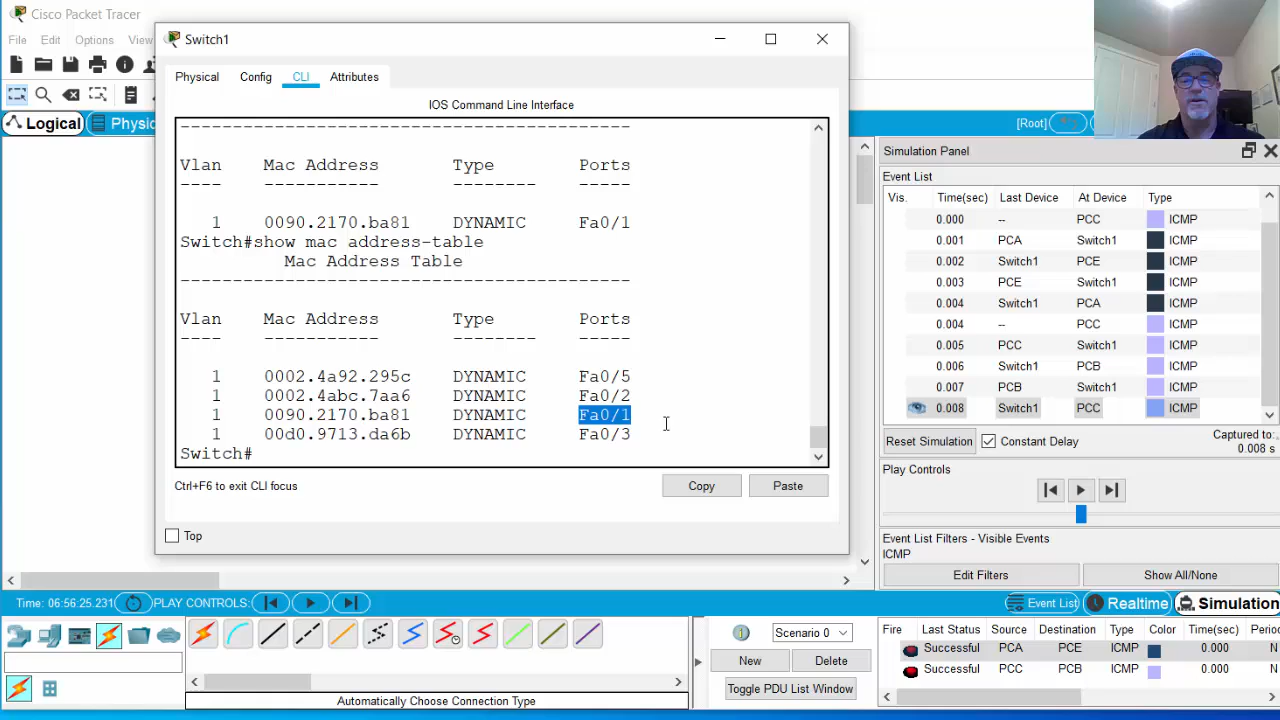 Cisco Packet Tracer
File Edit Options View
Logical
[Root]
Switch1
Physical Config CLI Attributes
IOS Command Line Interface
-------------------------------------------
Vlan Mac Address Type Ports
---- ----------- -------- -----
1 0090.2170.ba81 DYNAMIC Fa0/1
Switch#show mac address-table
Mac Address Table
-------------------------------------------
Vlan Mac Address Type Ports
---- ----------- -------- -----
1 0002.4a92.295c DYNAMIC Fa0/5
1 0002.4abc.7aa6 DYNAMIC Fa0/2
1 0090.2170.ba81 DYNAMIC Fa0/1
1 00d0.9713.da6b DYNAMIC Fa0/3
Switch#
Ctrl+F6 to exit CLI focus
Copy Paste
Top
Simulation Panel
Event List
Vis. Time(sec) Last Device At Device Type
0.000 -- PCC ICMP
0.001 PCA Switch1 ICMP
0.002 Switch1 PCE ICMP
0.003 PCE Switch1 ICMP
0.004 Switch1 PCA ICMP
0.004 -- PCC ICMP
0.005 PCC Switch1 ICMP
0.006 Switch1 PCB ICMP
0.007 PCB Switch1 ICMP
0.008 Switch1 PCC ICMP
Reset Simulation Constant Delay
Captured to:
0.008 s
Play Controls
Event List Filters - Visible Events
ICMP
Edit Filters Show All/None
Time: 06:56:25.231 PLAY CONTROLS:
Event List Realtime Simulation
Scenario 0
New Delete
Toggle PDU List Window
Automatically Choose Connection Type
Fire Last Status Source Destination Type Color Time(sec)
Successful PCA PCE ICMP 0.000 N
Successful PCC PCB ICMP 0.000 N